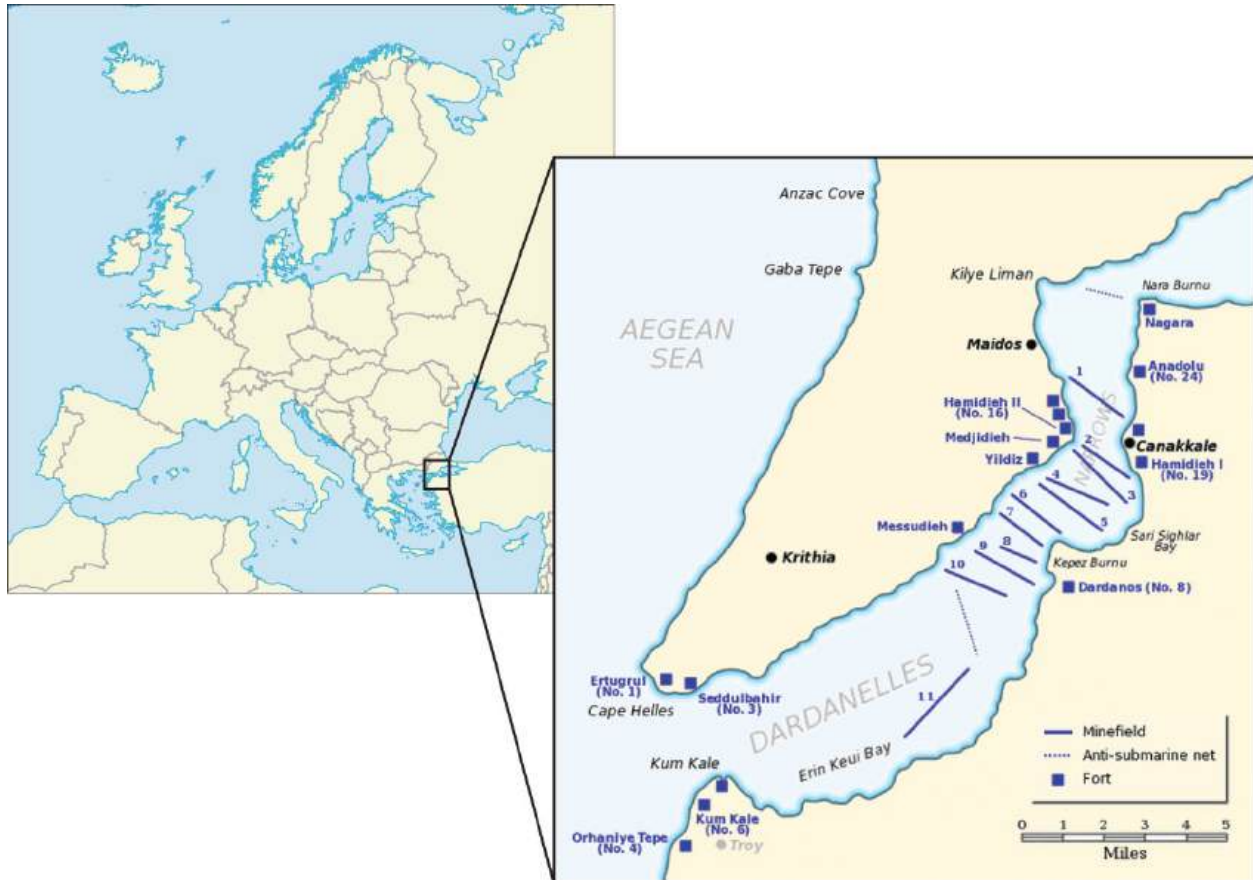 Anzac Cove
Gaba Tepe
Kilye Liman
Nara Burnu
Nagara
AEGEAN
SEA
Maidos
Anadolu
(No. 24)
1
NARROWS
Hamidieh II
(No. 16)
2
Medjidieh
Canakkale
Yildiz
Hamidieh I
(No. 19)
4
3
6
5
7
Messudieh
Sari Sighlar
Bay
9
8
Krithia
10
Kepez Burnu
Dardanos (No. 8)
Ertugrul
(No. 1)
Seddulbahir
(No. 3)
Cape Helles
11
DARDANELLES
Minefield
Anti-submarine net
Fort
Kum Kale
Erin Keui Bay
Kum Kale
(No. 6)
Orhaniye Tepe
(No. 4)
Troy
0 1 2 3 4 5
Miles